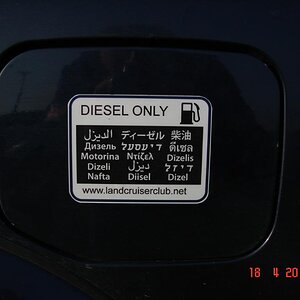 DIESEL ONLY
الديزل ディーゼル 柴油
Дизель דיעסעל ดีเซล
Motorina Ντίζελ Dizelis
Dizeli ديزل דיזל
Nafta Diisel Dizel
www.landcruiserclub.net
18 4 20